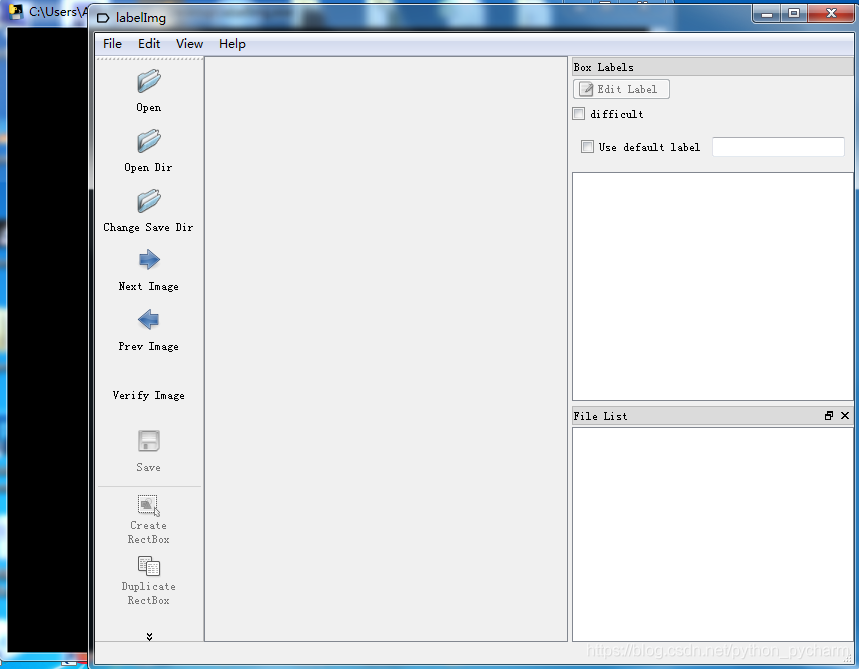 C:\Users\A
labelImg
File Edit View Help
Open
Open Dir
Change Save Dir
Next Image
Prev Image
Verify Image
Save
Create
RectBox
Duplicate
RectBox
Box Labels
Edit Label
difficult
Use default label
File List
https://blog.csdn.net/python_pycharm